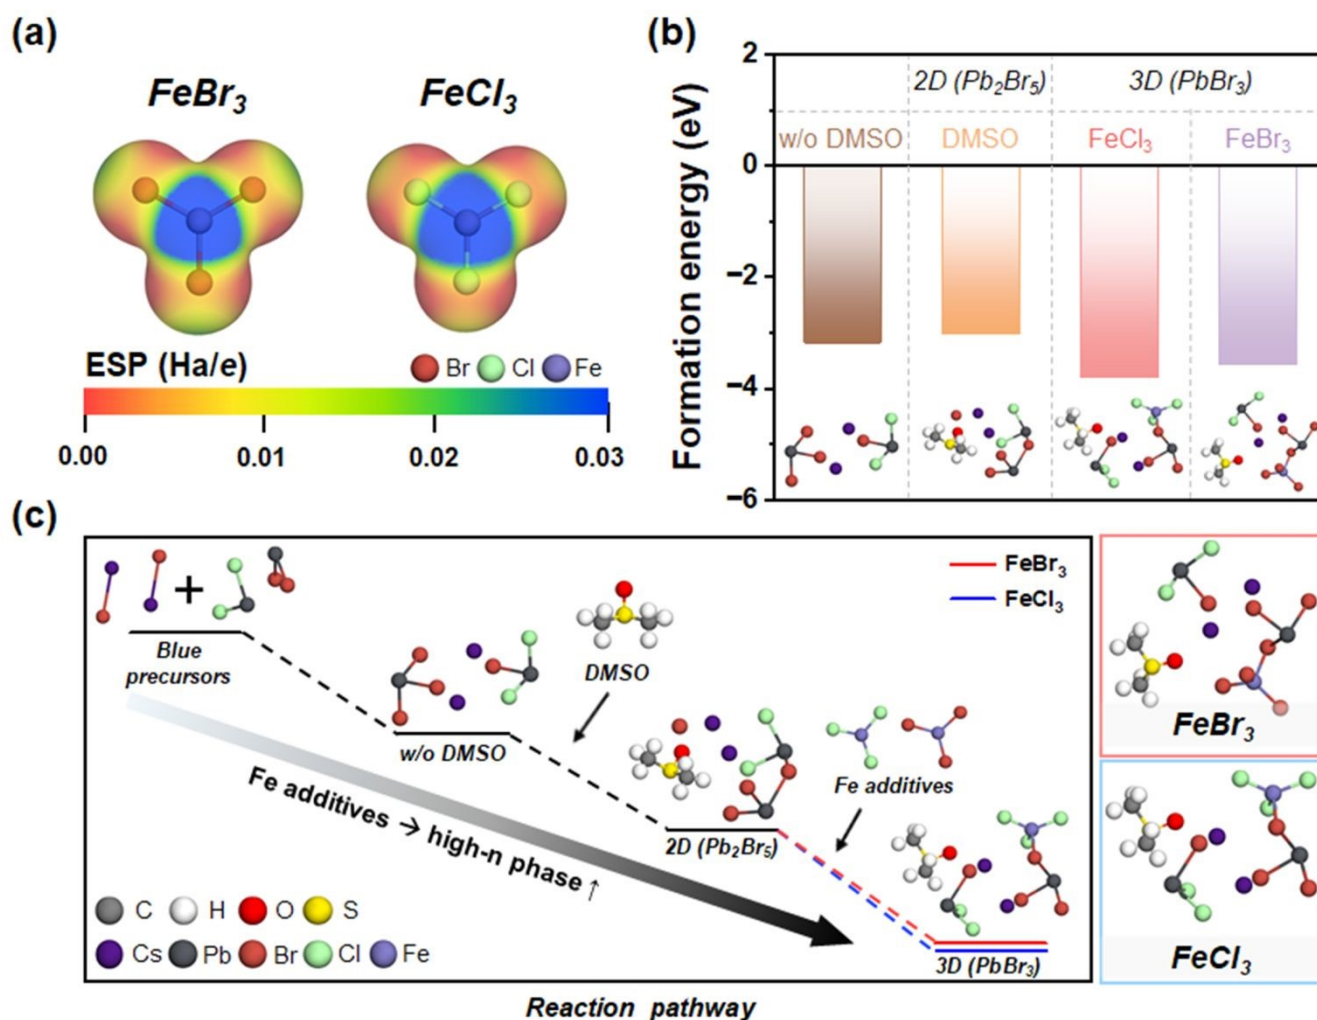 (a)
FeBr3
FeCl3
ESP (Ha/e)
Br Cl Fe
0.00 0.01 0.02 0.03
(b)
Formation energy (eV)
2
0
−2
−4
−6
2D (Pb2Br5) 3D (PbBr3)
w/o DMSO DMSO FeCl3 FeBr3
(c)
+
Blue
precursors
w/o DMSO
DMSO
2D (Pb2Br5)
Fe additives
3D (PbBr3)
FeBr3
FeCl3
Fe additives → high-n phase ↑
C H O S
Cs Pb Br Cl Fe
Reaction pathway
FeBr3
FeCl3